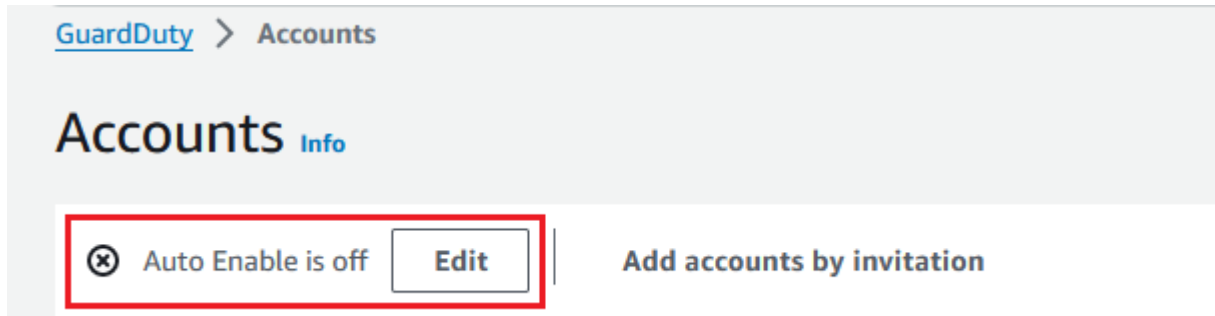 GuardDuty > Accounts
Accounts Info
Auto Enable is off Edit Add accounts by invitation